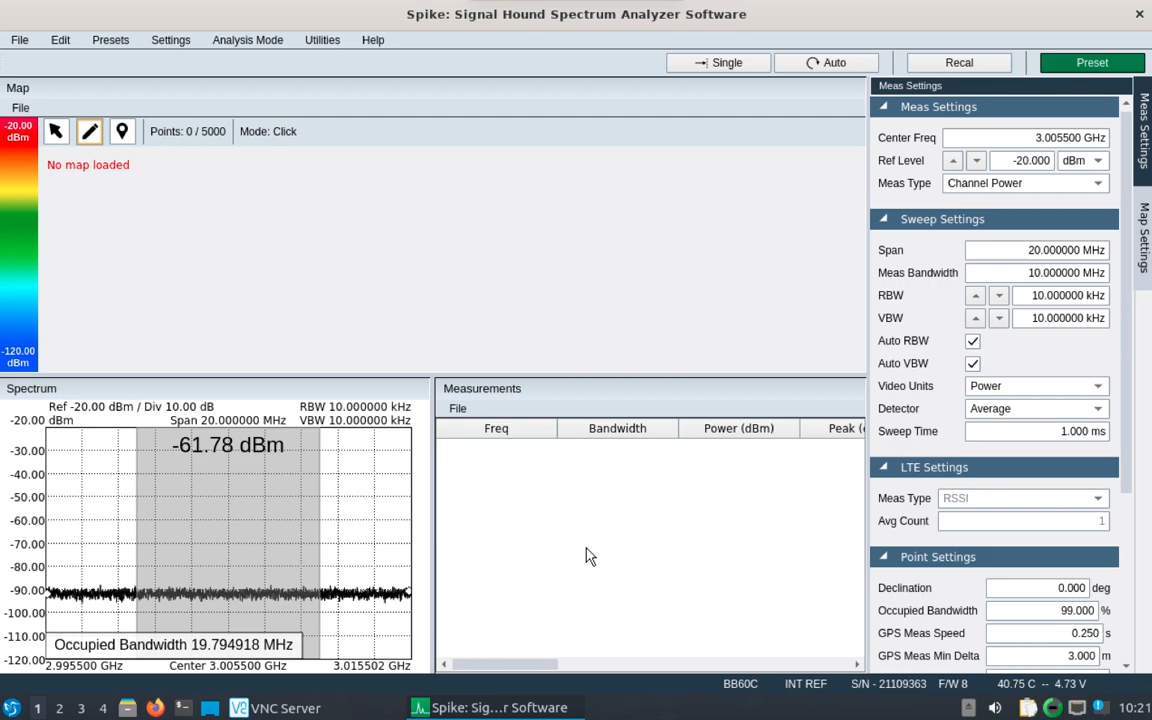 Spike: Signal Hound Spectrum Analyzer Software
File Edit Presets Settings Analysis Mode Utilities Help
Single Auto Recal Preset
Map
File
-20.00 dBm
Points: 0 / 5000 Mode: Click
No map loaded
-120.00 dBm
Spectrum
Ref -20.00 dBm / Div 10.00 dB RBW 10.000000 kHz
-20.00 dBm Span 20.000000 MHz VBW 10.000000 kHz
-61.78 dBm
-30.00
-40.00
-50.00
-60.00
-70.00
-80.00
-90.00
-100.00
-110.00
Occupied Bandwidth 19.794918 MHz
-120.00
2.995500 GHz Center 3.005500 GHz 3.015502 GHz
Measurements
File
Freq Bandwidth Power (dBm) Peak (
Meas Settings
Meas Settings
Center Freq 3.005500 GHz
Ref Level -20.000 dBm
Meas Type Channel Power
Sweep Settings
Span 20.000000 MHz
Meas Bandwidth 10.000000 MHz
RBW 10.000000 kHz
VBW 10.000000 kHz
Auto RBW
Auto VBW
Video Units Power
Detector Average
Sweep Time 1.000 ms
LTE Settings
Meas Type RSSI
Avg Count 1
Point Settings
Declination 0.000 deg
Occupied Bandwidth 99.000 %
GPS Meas Speed 0.250 s
GPS Meas Min Delta 3.000 m
Meas Settings
Map Settings
BB60C INT REF S/N - 21109363 F/W 8 40.75 C -- 4.73 V
1 2 3 4 VNC Server Spike: Sig...r Software 10:21